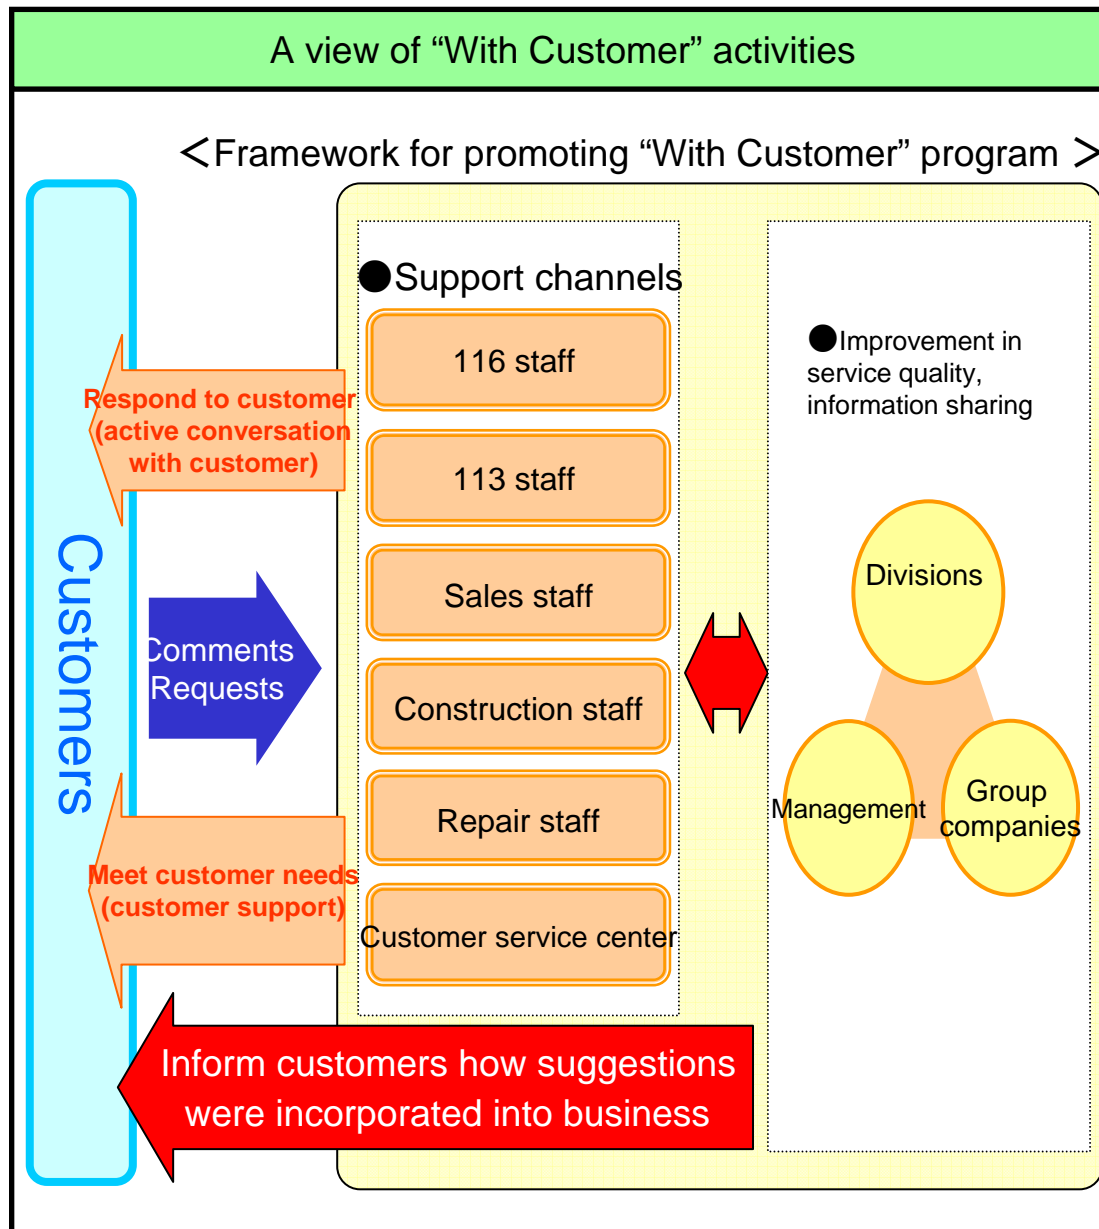 A view of “With Customer” activities
＜Framework for promoting “With Customer” program ＞
Customers
Respond to customer
(active conversation
with customer)
Comments
Requests
Meet customer needs
(customer support)
●Support channels
116 staff
113 staff
Sales staff
Construction staff
Repair staff
Customer service center
●Improvement in
service quality,
information sharing
Divisions
Management
Group
companies
Inform customers how suggestions
were incorporated into business